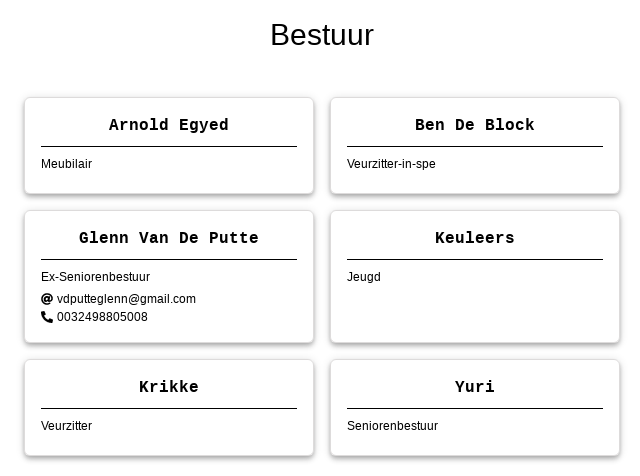 Bestuur
Arnold Egyed
Meubilair
Ben De Block
Veurzitter-in-spe
Glenn Van De Putte
Ex-Seniorenbestuur
vdputteglenn@gmail.com
0032498805008
Keuleers
Jeugd
Krikke
Veurzitter
Yuri
Seniorenbestuur